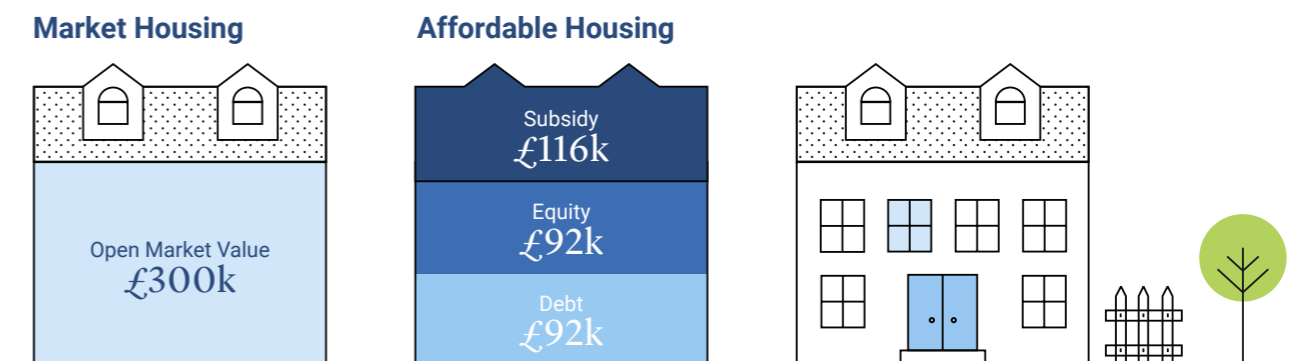 Market Housing
Affordable Housing
Open Market Value
£300k
Subsidy
£116k
Equity
£92k
Debt
£92k